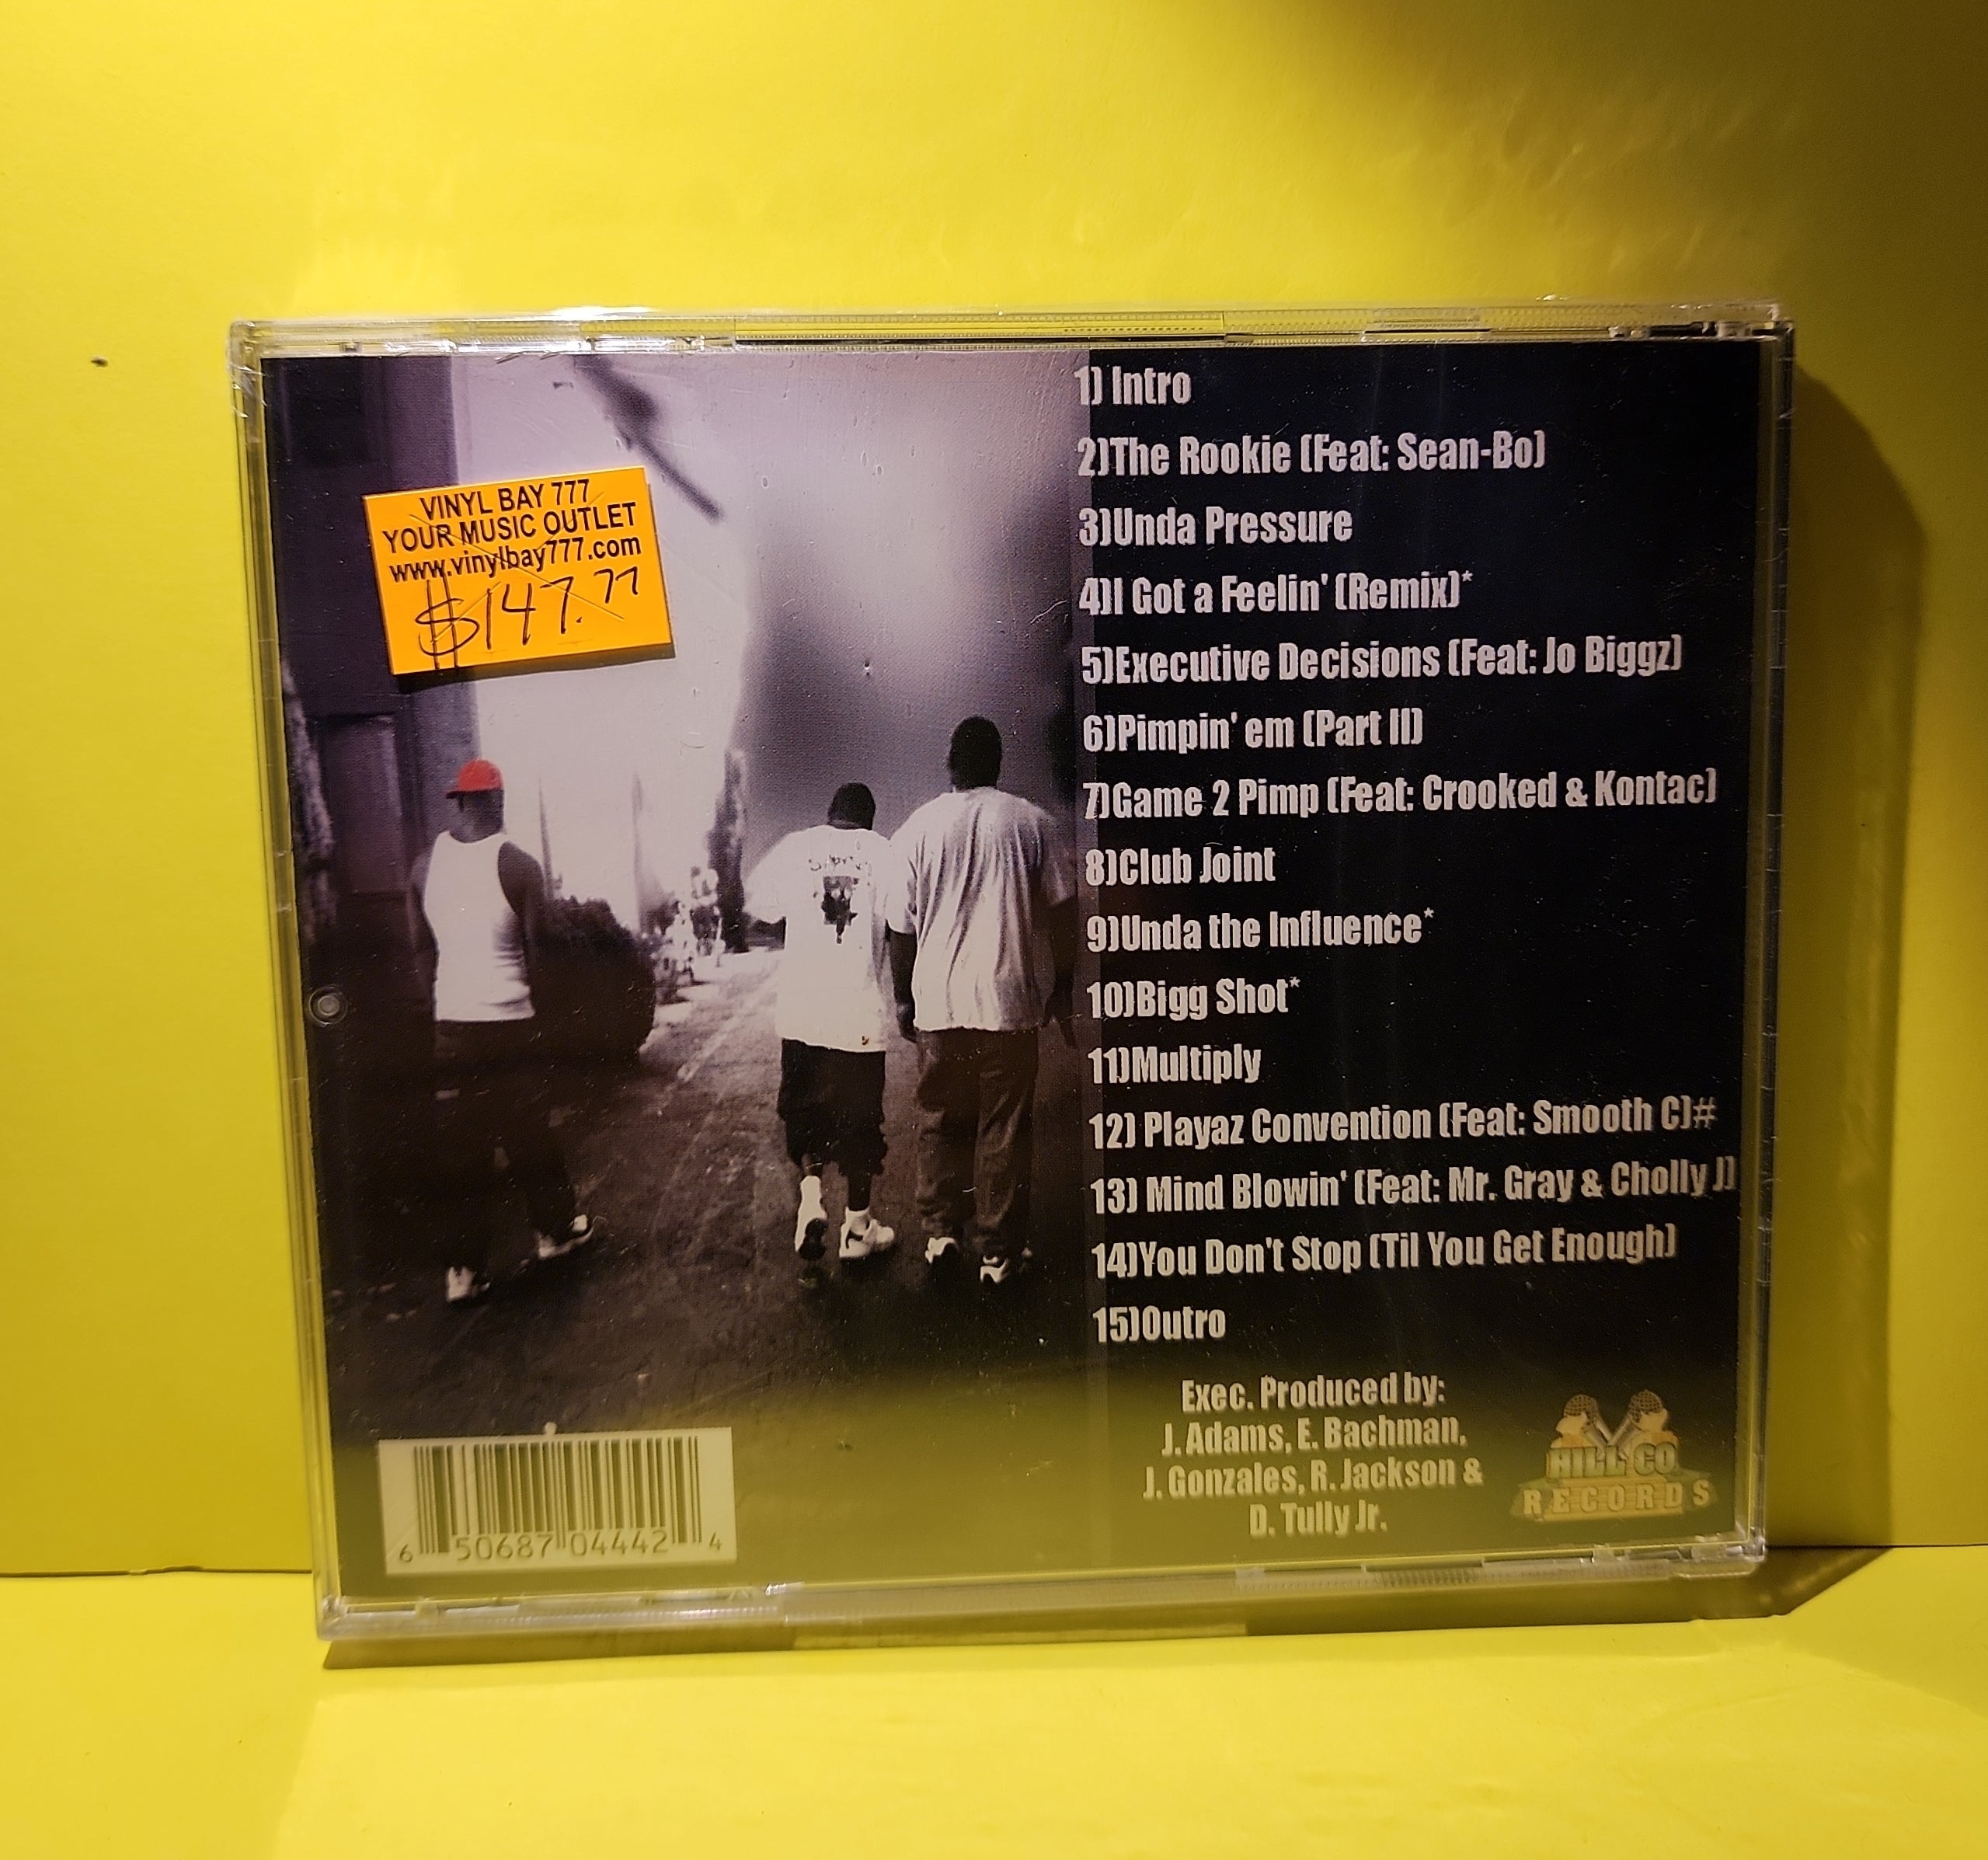 VINYL BAY 777
YOUR MUSIC OUTLET
www.vinylbay777.com
$147.77
1) Intro
2)The Rookie (Feat: Sean-Bo)
3)Unda Pressure
4)I Got a Feelin' (Remix)*
5)Executive Decisions (Feat: Jo Biggz)
6)Pimpin' em (Part II)
7)Game 2 Pimp (Feat: Crooked & Kontac)
8)Club Joint
9)Unda the Influence*
10)Bigg Shot*
11)Multiply
12) Playaz Convention (Feat: Smooth C)#
13) Mind Blowin' (Feat: Mr. Gray & Cholly J)
14)You Don't Stop (Til You Get Enough)
15)Outro
Exec. Produced by:
J. Adams, E. Bachman,
J. Gonzales, R. Jackson &
D. Tully Jr.
HILL CO
RECORDS
6 50687 04442 4